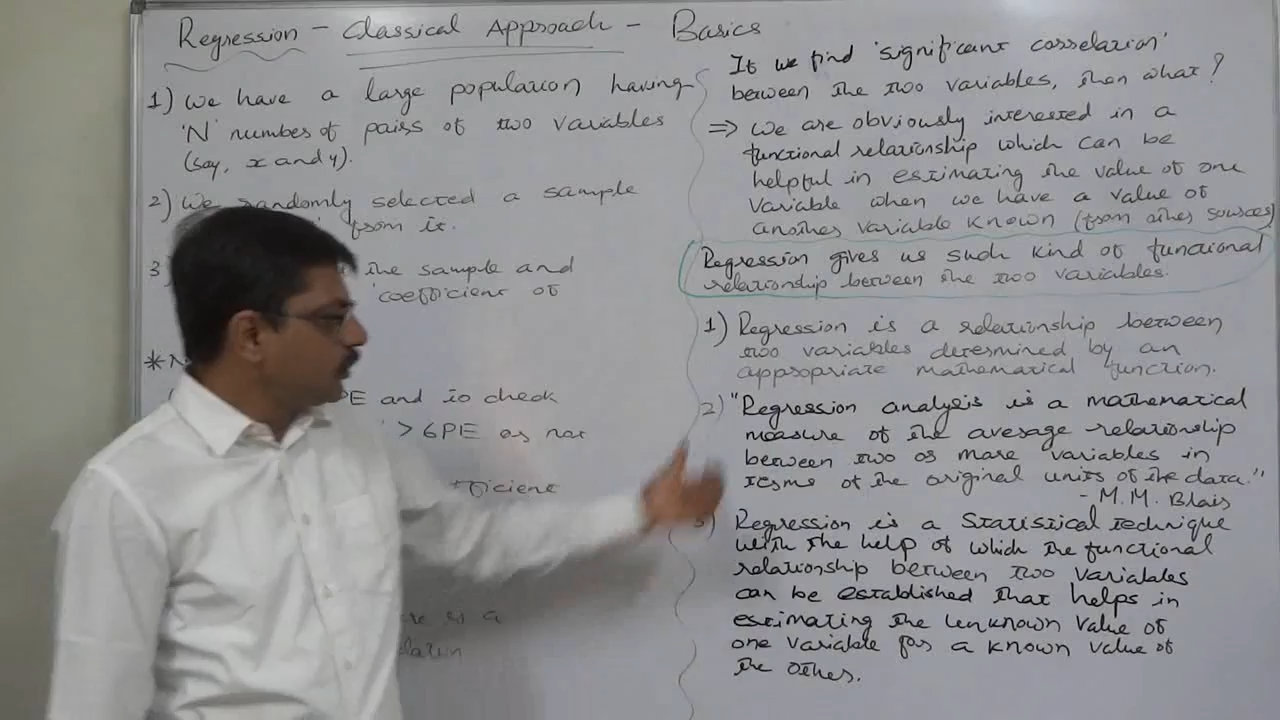 Regression - Classical Approach - Basics
1) We have a large population having
'N' number of pairs of two variables
(say, x and y).
2) We randomly selected a sample
from it.
3) the sample and
'coefficient of
* N
PE and to check
> 6PE or not
efficient
is a
If we find 'significant correlation'
between the two variables, then what?
⇒ We are obviously interested in a
functional relationship which can be
helpful in estimating the value of one
variable when we have a value of
another variable known (from other sources)
Regression gives us such kind of functional
relationship between the two variables.
1) Regression is a relationship between
two variables determined by an
appropriate mathematical function.
2) "Regression analysis is a mathematical
measure of the average relationship
between two or more variables in
terms of the original units of the data."
- M. M. Blair
3) Regression is a Statistical technique
with the help of which the functional
relationship between two variables
can be established that helps in
estimating the unknown value of
one variable for a known value of
the other.